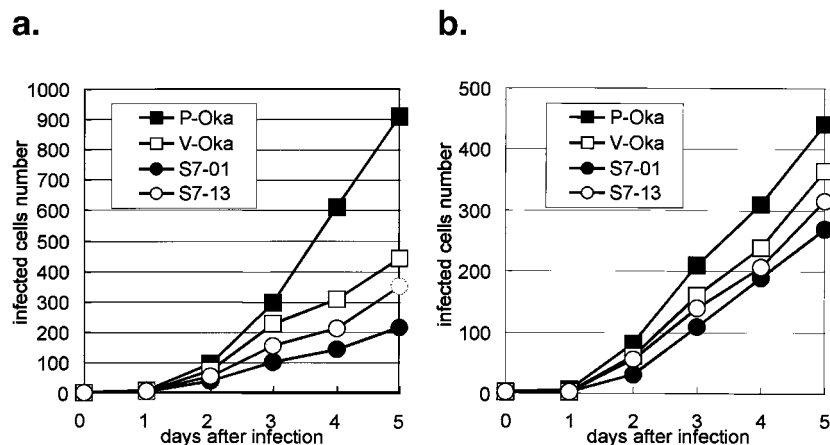 a.
infected cells number
1000
900
800
700
600
500
400
300
200
100
0
P-Oka
V-Oka
S7-01
S7-13
0 1 2 3 4 5
days after infection
b.
infected cells number
500
400
300
200
100
0
P-Oka
V-Oka
S7-01
S7-13
0 1 2 3 4 5
days after infection